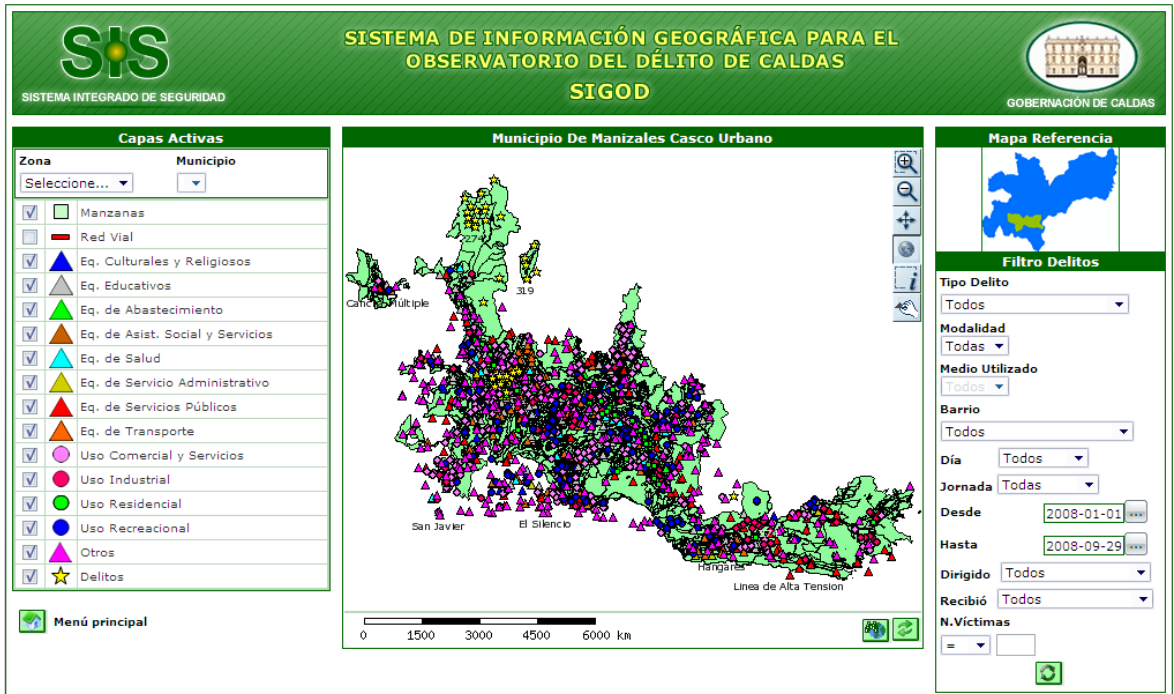 SIS
SISTEMA INTEGRADO DE SEGURIDAD
SISTEMA DE INFORMACIÓN GEOGRÁFICA PARA EL
OBSERVATORIO DEL DÉLITO DE CALDAS
SIGOD
GOBERNACIÓN DE CALDAS
Capas Activas
Zona
Municipio
Seleccione...
Manzanas
Red Vial
Eq. Culturales y Religiosos
Eq. Educativos
Eq. de Abastecimiento
Eq. de Asist. Social y Servicios
Eq. de Salud
Eq. de Servicio Administrativo
Eq. de Servicios Públicos
Eq. de Transporte
Uso Comercial y Servicios
Uso Industrial
Uso Residencial
Uso Recreacional
Otros
Delitos
Menú principal
Municipio De Manizales Casco Urbano
274
319
Múltiple
San Javier
El Silencio
Hangares
Linea de Alta Tension
0 1500 3000 4500 6000 km
Mapa Referencia
Filtro Delitos
Tipo Delito
Todos
Modalidad
Todas
Medio Utilizado
Todos
Barrio
Todos
Día Todos
Jornada Todas
Desde 2008-01-01 ...
Hasta 2008-09-29 ...
Dirigido Todos
Recibió Todos
N.Víctimas
=